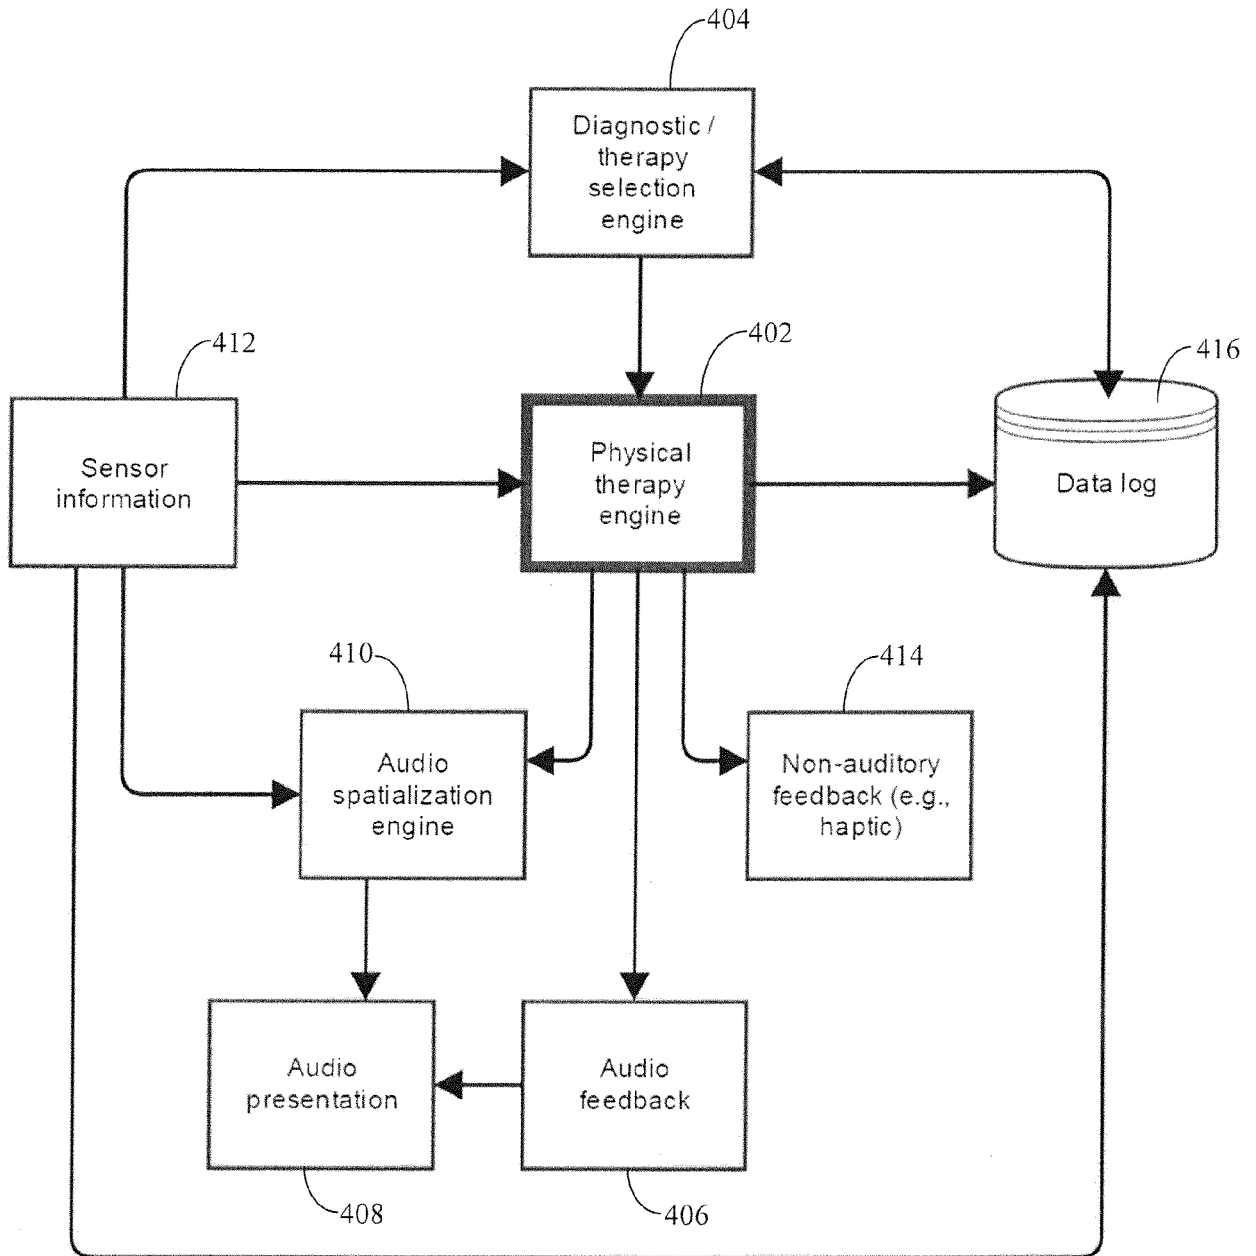 404
Diagnostic /
therapy
selection
engine
412
402
416
Sensor
information
Physical
therapy
engine
Data log
410
414
Audio
spatialization
engine
Non-auditory
feedback (e.g.,
haptic)
Audio
presentation
Audio
feedback
408
406